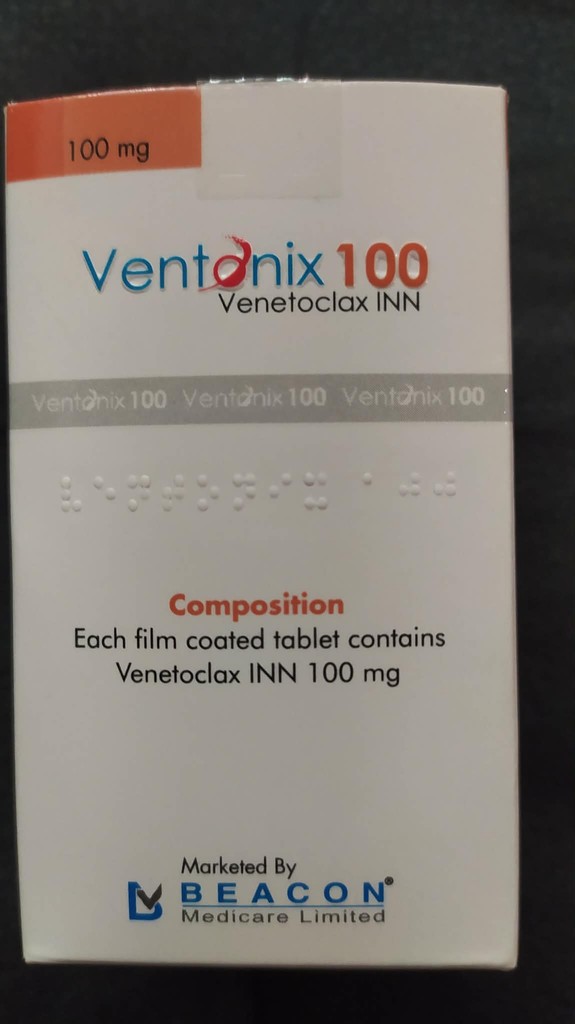 100 mg
Ventonix 100
Venetoclax INN
Ventonix 100 Ventonix 100 Ventonix 100
Composition
Each film coated tablet contains
Venetoclax INN 100 mg
Marketed By
BEACON®
Medicare Limited